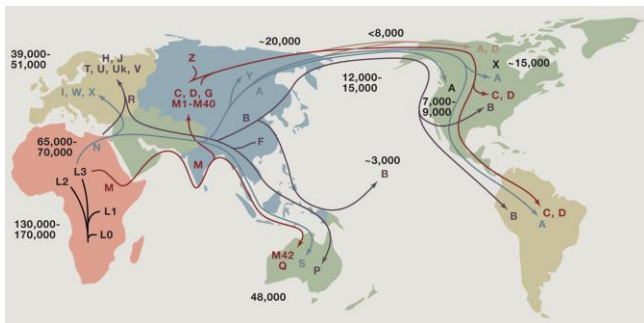 39,000-
51,000
H, J
T, U, Uk, V
I, W, X
R
65,000-
70,000
N
L3
L2
L1
L0
130,000-
170,000
M
Z
C, D, G
M1-M40
M
Y
A
B
F
~20,000
<8,000
A, D
X
~15,000
12,000-
15,000
A
A
7,000-
9,000
C, D
B
~3,000
B
B
C, D
A
M42
Q
S
P
48,000